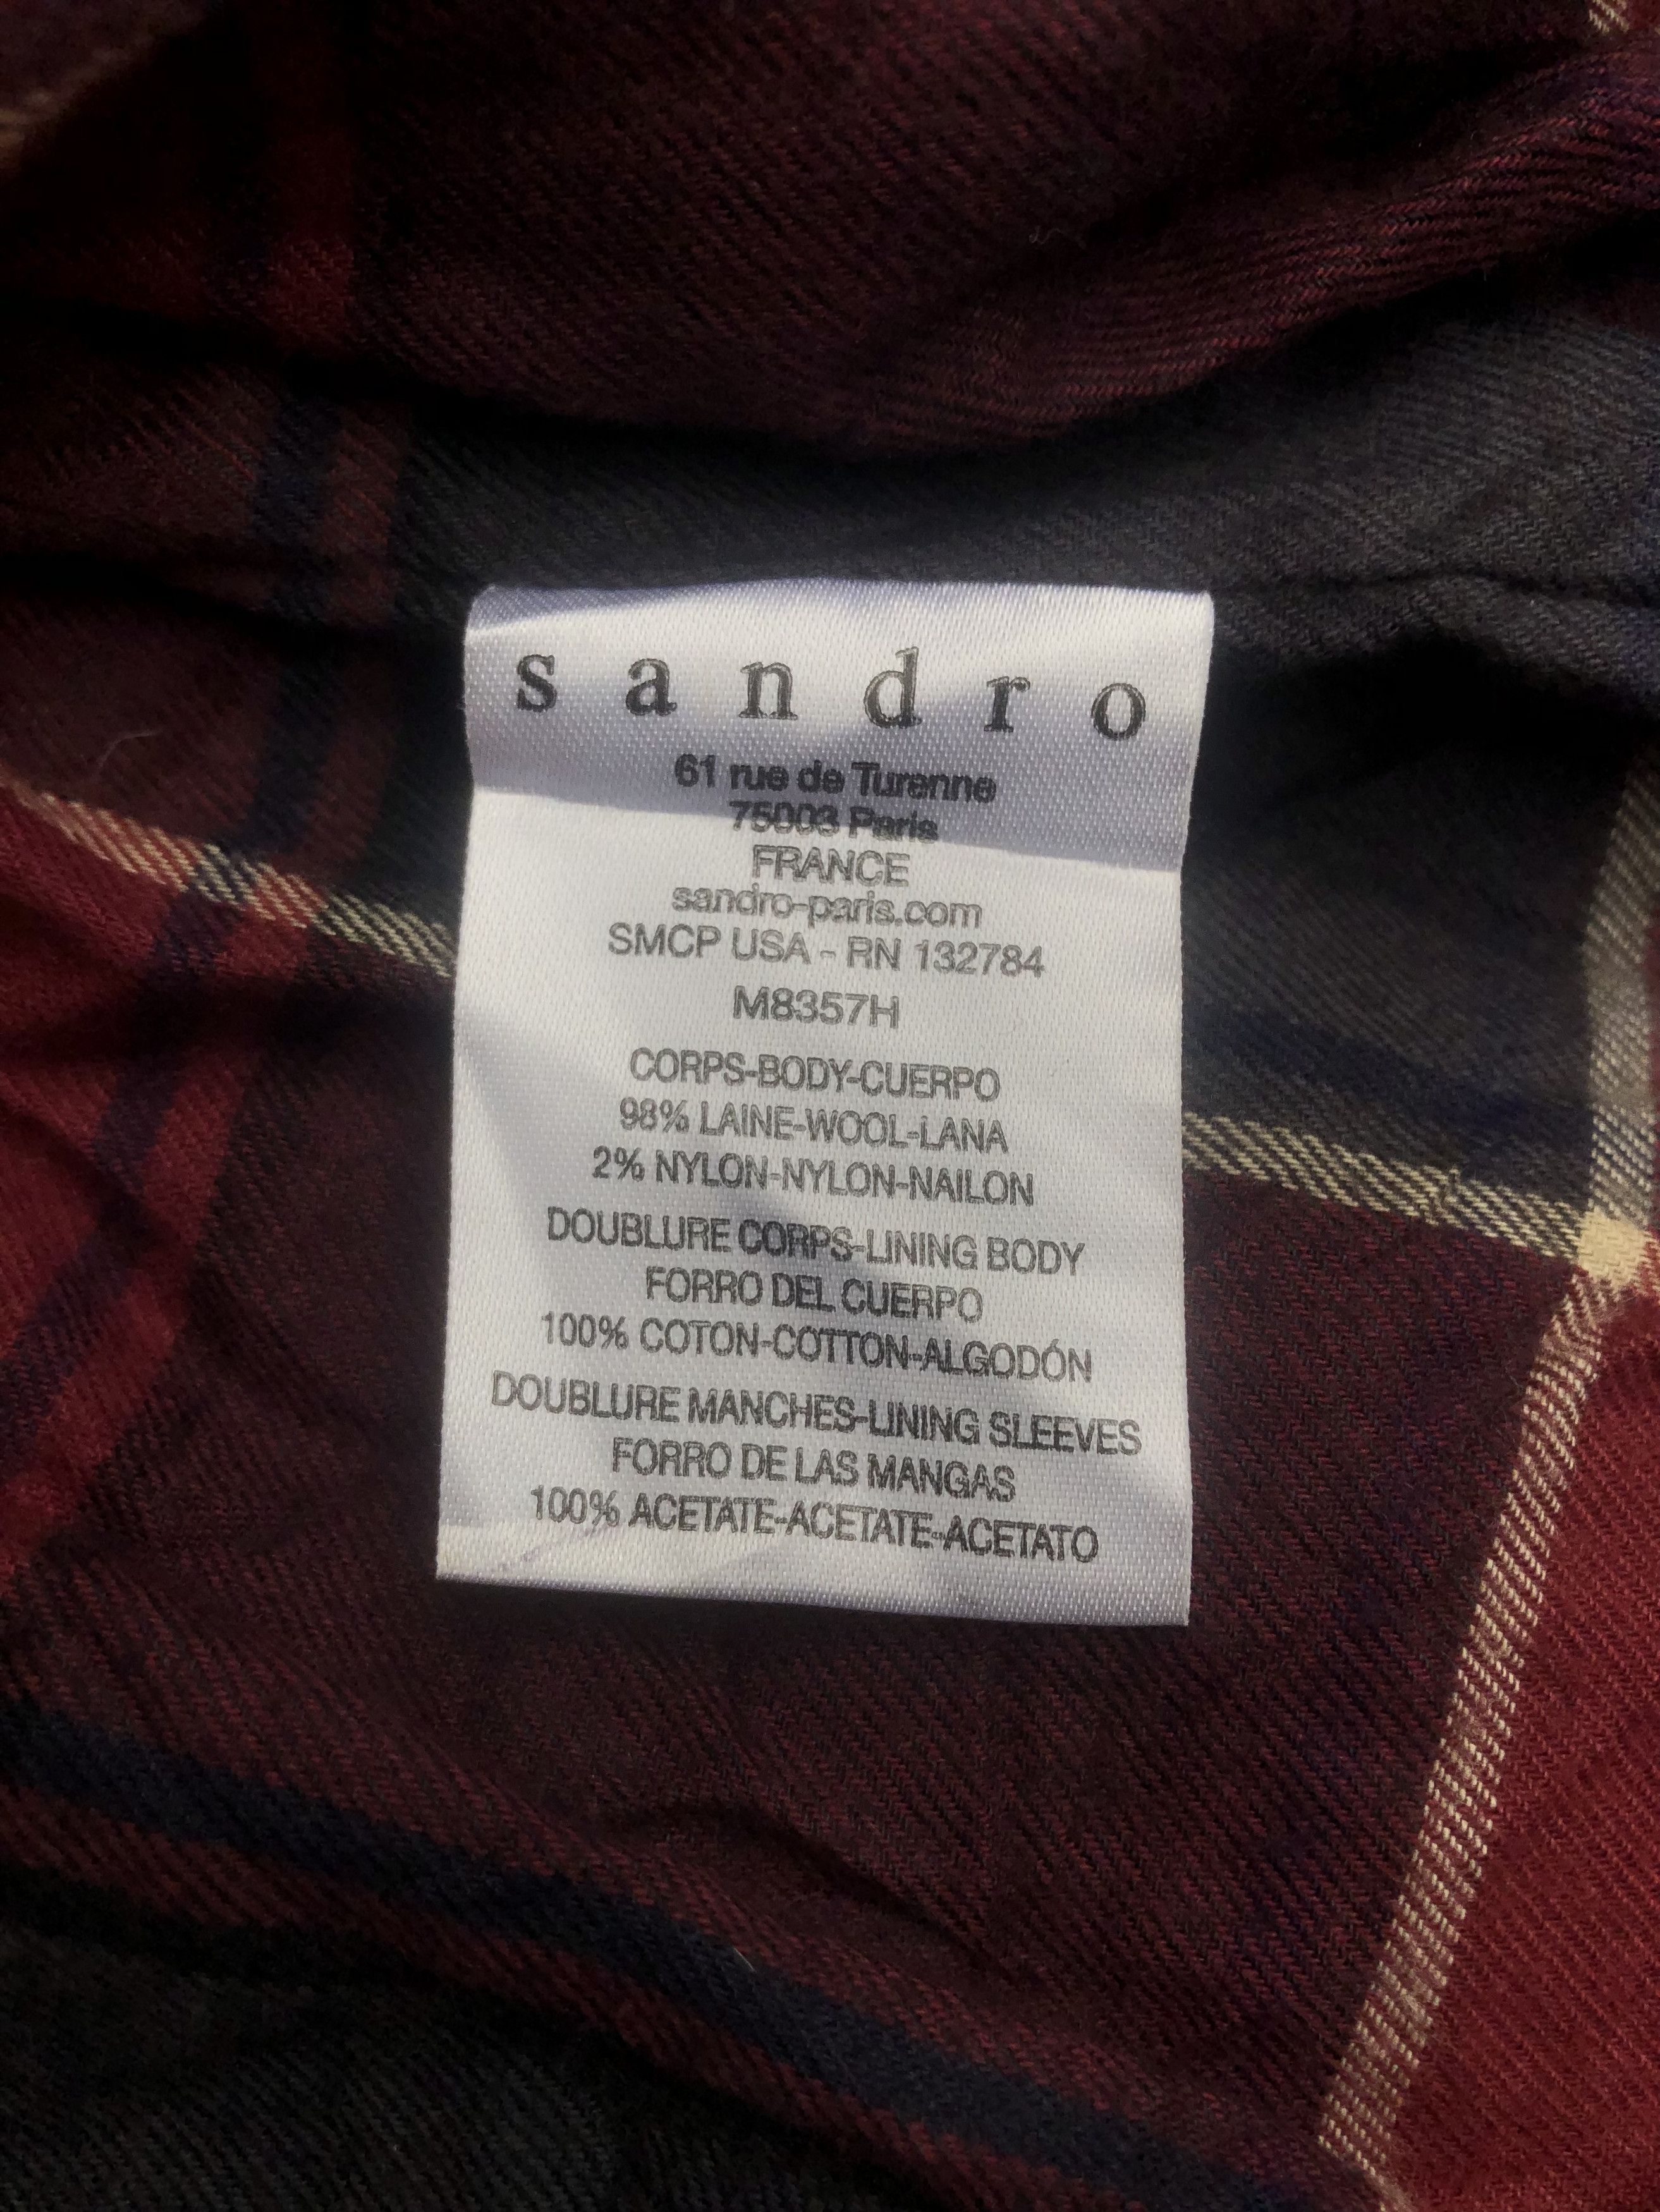 sandro
61 rue de Turenne
75003 Paris
FRANCE
sandro-paris.com
SMCP USA - RN 132784
M8357H
CORPS-BODY-CUERPO
98% LAINE-WOOL-LANA
2% NYLON-NYLON-NAILON
DOUBLURE CORPS-LINING BODY
FORRO DEL CUERPO
100% COTON-COTTON-ALGODÓN
DOUBLURE MANCHES-LINING SLEEVES
FORRO DE LAS MANGAS
100% ACETATE-ACETATE-ACETATO